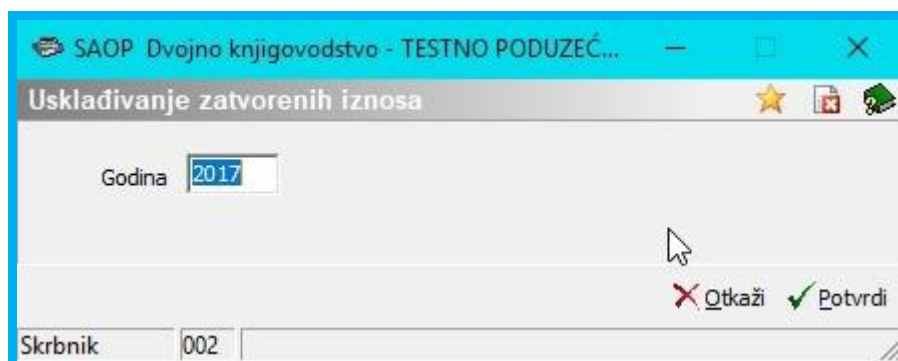 SAOP Dvojno knjigovodstvo - TESTNO PODUZEĆ...
Usklađivanje zatvorenih iznosa
Godina 2017
Otkaži Potvrdi
Skrbnik 002